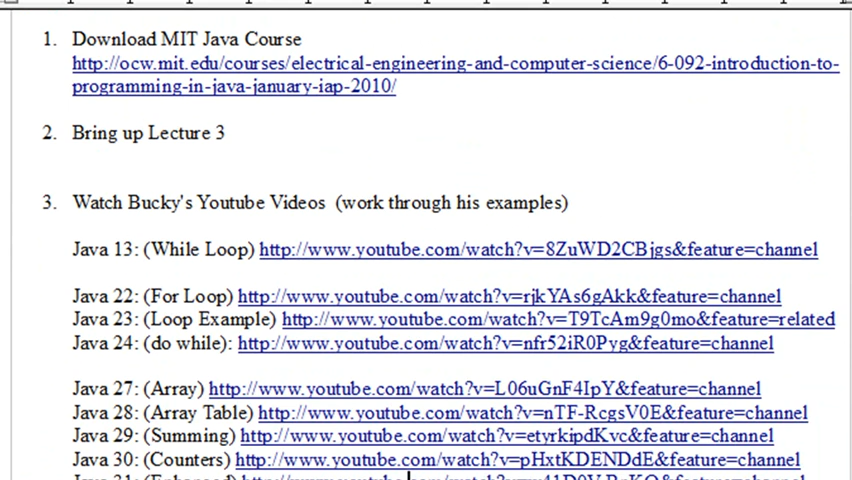 1. Download MIT Java Course
http://ocw.mit.edu/courses/electrical-engineering-and-computer-science/6-092-introduction-to-
programming-in-java-january-iap-2010/
2. Bring up Lecture 3
3. Watch Bucky's Youtube Videos (work through his examples)
Java 13: (While Loop) http://www.youtube.com/watch?v=8ZuWD2CBjgs&feature=channel
Java 22: (For Loop) http://www.youtube.com/watch?v=rjkYAs6gAkk&feature=channel
Java 23: (Loop Example) http://www.youtube.com/watch?v=T9TcAm9g0mo&feature=related
Java 24: (do while): http://www.youtube.com/watch?v=nfr52iR0Pyg&feature=channel
Java 27: (Array) http://www.youtube.com/watch?v=L06uGnF4IpY&feature=channel
Java 28: (Array Table) http://www.youtube.com/watch?v=nTF-RcgsV0E&feature=channel
Java 29: (Summing) http://www.youtube.com/watch?v=etyrkipdKvc&feature=channel
Java 30: (Counters) http://www.youtube.com/watch?v=pHxtKDENDdE&feature=channel
Java 31: (Enhanced)